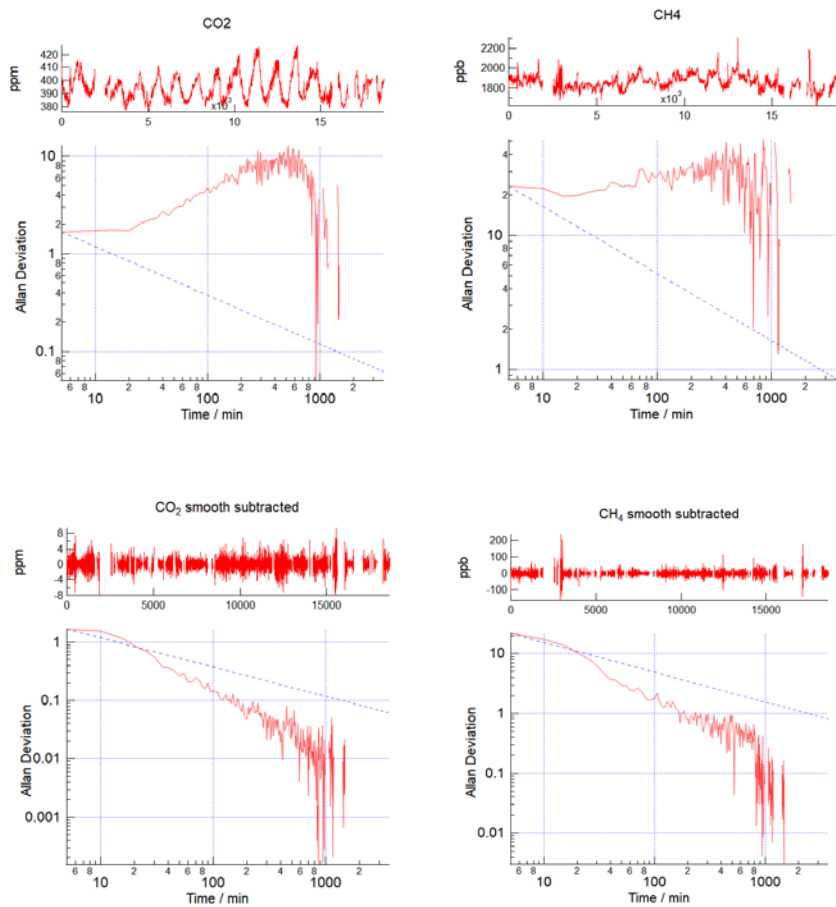 CO2
ppm
420
400
380
x10³
0 5 10 15
Allan Deviation
10
8
6
4
2
1
8
6
4
2
0.1
8
6
6 8 2 4 6 8 2 4 6 8 2
10 100 1000
Time / min
CH4
ppb
2200
2000
1800
x10³
0 5 10 15
Allan Deviation
4
2
10
8
6
4
2
1
6 8 2 4 6 8 2 4 6 8 2
10 100 1000
Time / min
CO₂ smooth subtracted
ppm
8
4
0
-4
-8
0 5000 10000 15000
Allan Deviation
1
0.1
0.01
0.001
6 8 2 4 6 8 2 4 6 8 2
10 100 1000
Time / min
CH₄ smooth subtracted
ppb
200
100
0
-100
0 5000 10000 15000
Allan Deviation
10
1
0.1
0.01
6 8 2 4 6 8 2 4 6 8 2
10 100 1000
Time / min